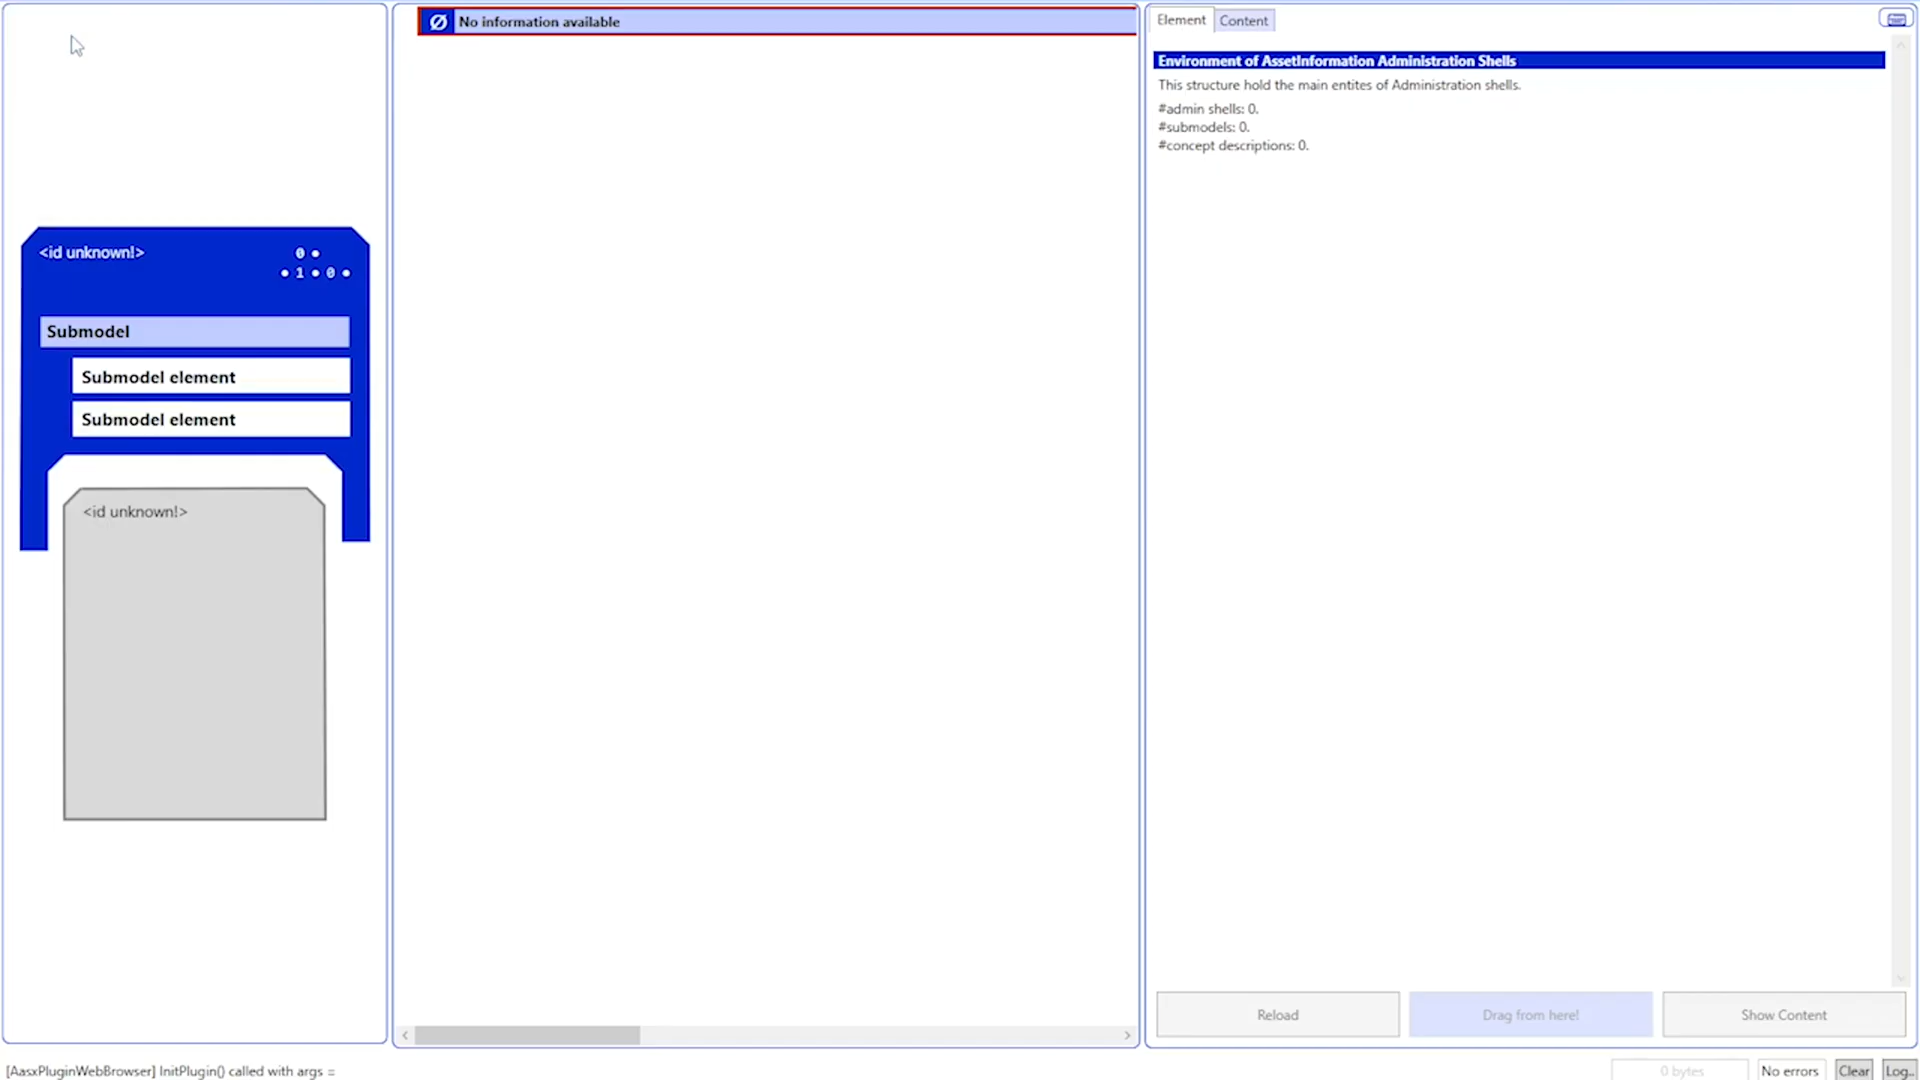 No information available
Element
Content
Environment of AssetInformation Administration Shells
This structure hold the main entites of Administration shells.
#admin shells: 0.
#submodels: 0.
#concept descriptions: 0.
<id unknown!>
0
1 0
Submodel
Submodel element
Submodel element
<id unknown!>
Reload
Drag from here!
Show Content
[AasxPluginWebBrowser] InitPlugin() called with args =
0 bytes
No errors
Clear
Log..